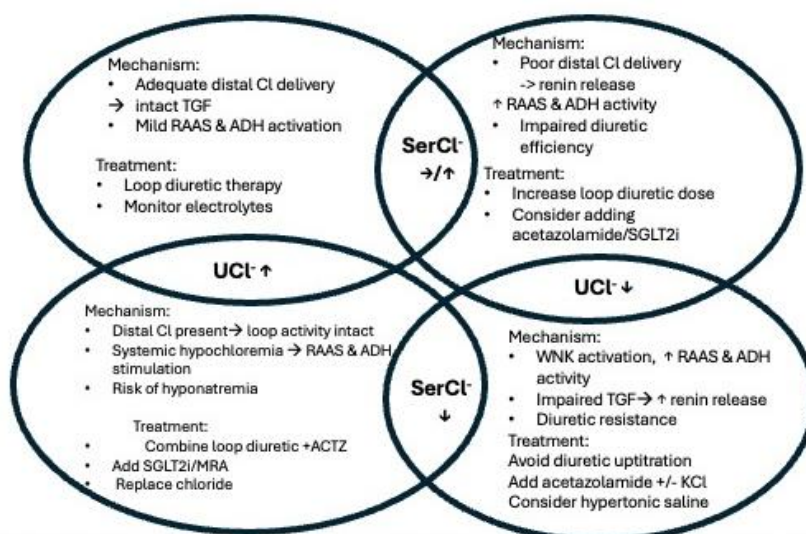 Mechanism:
• Adequate distal Cl delivery
→ intact TGF
• Mild RAAS & ADH activation
Treatment:
• Loop diuretic therapy
• Monitor electrolytes
SerCl⁻
→/↑
Mechanism:
• Poor distal Cl delivery
-> renin release
↑ RAAS & ADH activity
• Impaired diuretic
efficiency
Treatment:
• Increase loop diuretic dose
• Consider adding
acetazolamide/SGLT2i
UCl⁻ ↑
UCl⁻ ↓
Mechanism:
• Distal Cl present→ loop activity intact
• Systemic hypochloremia → RAAS & ADH
stimulation
• Risk of hyponatremia
Treatment:
• Combine loop diuretic +ACTZ
• Add SGLT2i/MRA
• Replace chloride
SerCl⁻
↓
Mechanism:
• WNK activation, ↑ RAAS & ADH
activity
• Impaired TGF→ ↑ renin release
• Diuretic resistance
Treatment:
Avoid diuretic uptitration
Add acetazolamide +/- KCl
Consider hypertonic saline